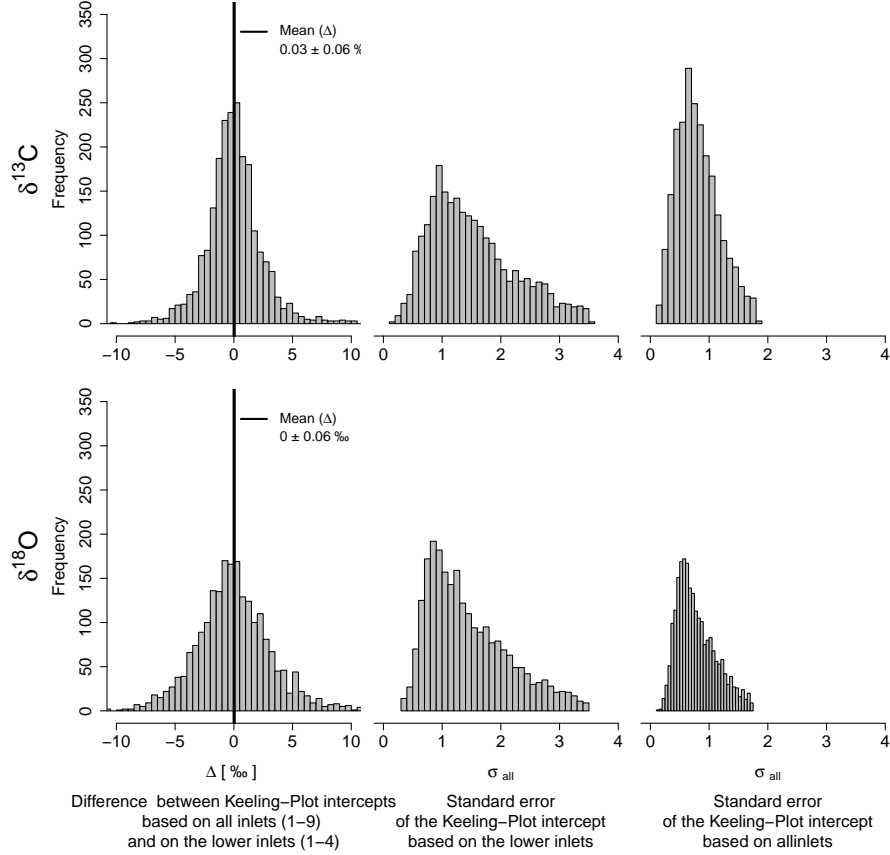 350
300
250
200
150
100
50
0
δ¹³C
Frequency
Mean (Δ)
0.03 ± 0.06 %
−10 −5 0 5 10
0 1 2 3 4
0 1 2 3 4
350
300
250
200
150
100
50
0
δ¹⁸O
Frequency
Mean (Δ)
0 ± 0.06 ‰
−10 −5 0 5 10
0 1 2 3 4
0 1 2 3 4
Δ [ ‰ ]
σ all
σ all
Difference between Keeling−Plot intercepts
based on all inlets (1−9)
and on the lower inlets (1−4)
Standard error
of the Keeling−Plot intercept
based on the lower inlets
Standard error
of the Keeling−Plot intercept
based on allinlets